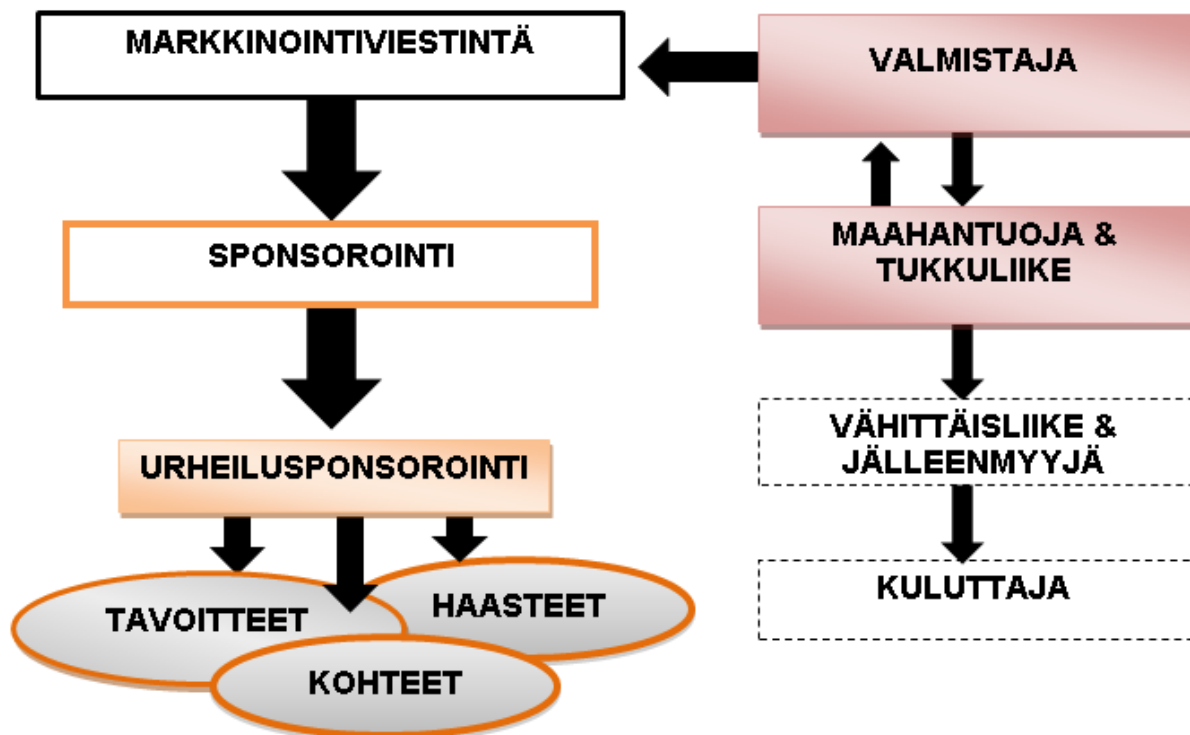 MARKKINOINTIVIESTINTÄ
SPONSOROINTI
URHEILUSPONSOROINTI
TAVOITTEET
HAASTEET
KOHTEET
VALMISTAJA
MAAHANTUOJA &
TUKKULIIKE
VÄHITTÄISLIIKE &
JÄLLEENMYYJÄ
KULUTTAJA